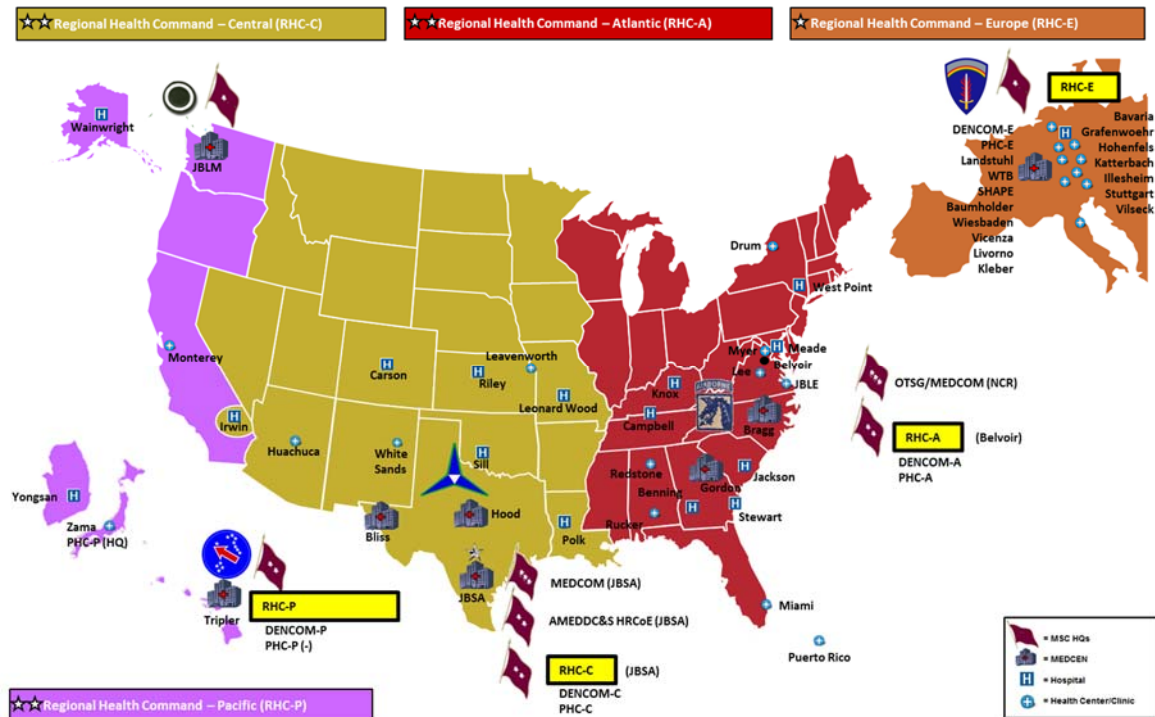 Regional Health Command – Central (RHC-C)
Regional Health Command – Atlantic (RHC-A)
Regional Health Command – Europe (RHC-E)
Wainwright
JBLM
RHC-E
DENCOM-E
PHC-E
Landstuhl
WTB
SHAPE
Baumholder
Wiesbaden
Vicenza
Livorno
Kleber
Bavaria
Grafenwoehr
Hohenfels
Katterbach
Illesheim
Stuttgart
Vilseck
Drum
West Point
Monterey
Carson
Leavenworth
Riley
Leonard Wood
Irwin
Huachuca
White
Sands
Sill
Hood
Bliss
Polk
JBSA
Myer
Meade
Belvoir
Lee
JBLE
Knox
Campbell
AIRBORNE
Bragg
Redstone
Gordon
Jackson
Benning
Rucker
Stewart
Miami
Puerto Rico
OTSG/MEDCOM (NCR)
RHC-A (Belvoir)
DENCOM-A
PHC-A
Yongsan
Zama
PHC-P (HQ)
Tripler
RHC-P
DENCOM-P
PHC-P (-)
MEDCOM (JBSA)
AMEDDC&S HRCoE (JBSA)
RHC-C (JBSA)
DENCOM-C
PHC-C
Regional Health Command – Pacific (RHC-P)
= MSC HQs
= MEDCEN
H = Hospital
= Health Center/Clinic